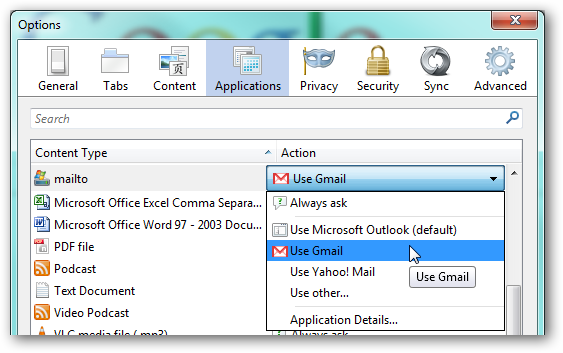 Options
General Tabs Content Applications Privacy Security Sync Advanced
Search
Content Type Action
mailto Use Gmail
Microsoft Office Excel Comma Separa... Always ask
Microsoft Office Word 97 - 2003 Docu... Use Microsoft Outlook (default)
PDF file Use Gmail
Podcast Use Yahoo! Mail Use Gmail
Text Document Use other...
Video Podcast Application Details...
VLC media file (.mp3) Always ask